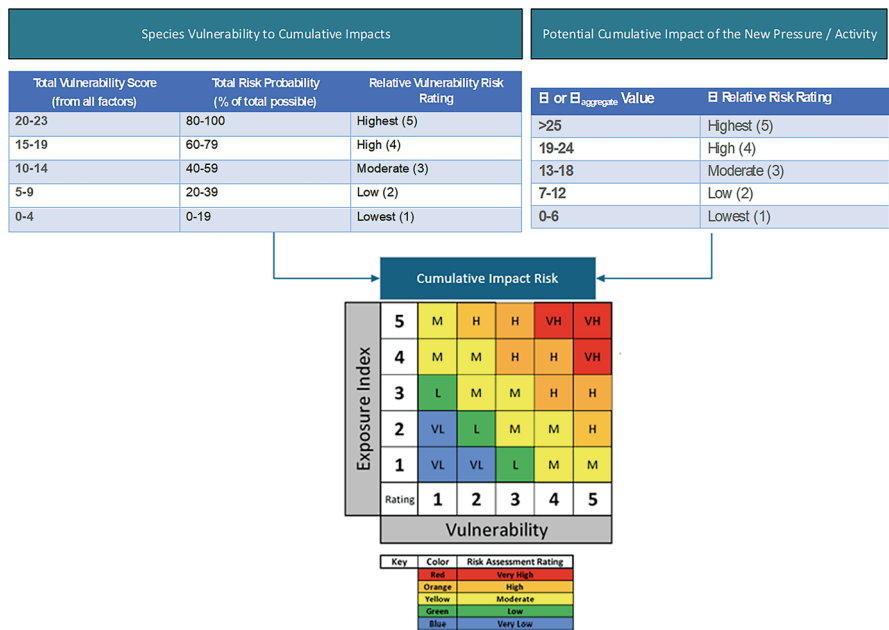 Species Vulnerability to Cumulative Impacts
Potential Cumulative Impact of the New Pressure / Activity
Total Vulnerability Score Total Risk Probability Relative Vulnerability Risk
(from all factors) (% of total possible) Rating
20-23 80-100 Highest (5)
15-19 60-79 High (4)
10-14 40-59 Moderate (3)
5-9 20-39 Low (2)
0-4 0-19 Lowest (1)
EI or EI aggregate Value EI Relative Risk Rating
>25 Highest (5)
19-24 High (4)
13-18 Moderate (3)
7-12 Low (2)
0-6 Lowest (1)
Cumulative Impact Risk
Exposure Index
5 M H H VH VH
4 M M H H VH
3 L M M H H
2 VL L M M H
1 VL VL L M M
Rating 1 2 3 4 5
Vulnerability
Key Color Risk Assessment Rating
Red Very High
Orange High
Yellow Moderate
Green Low
Blue Very Low